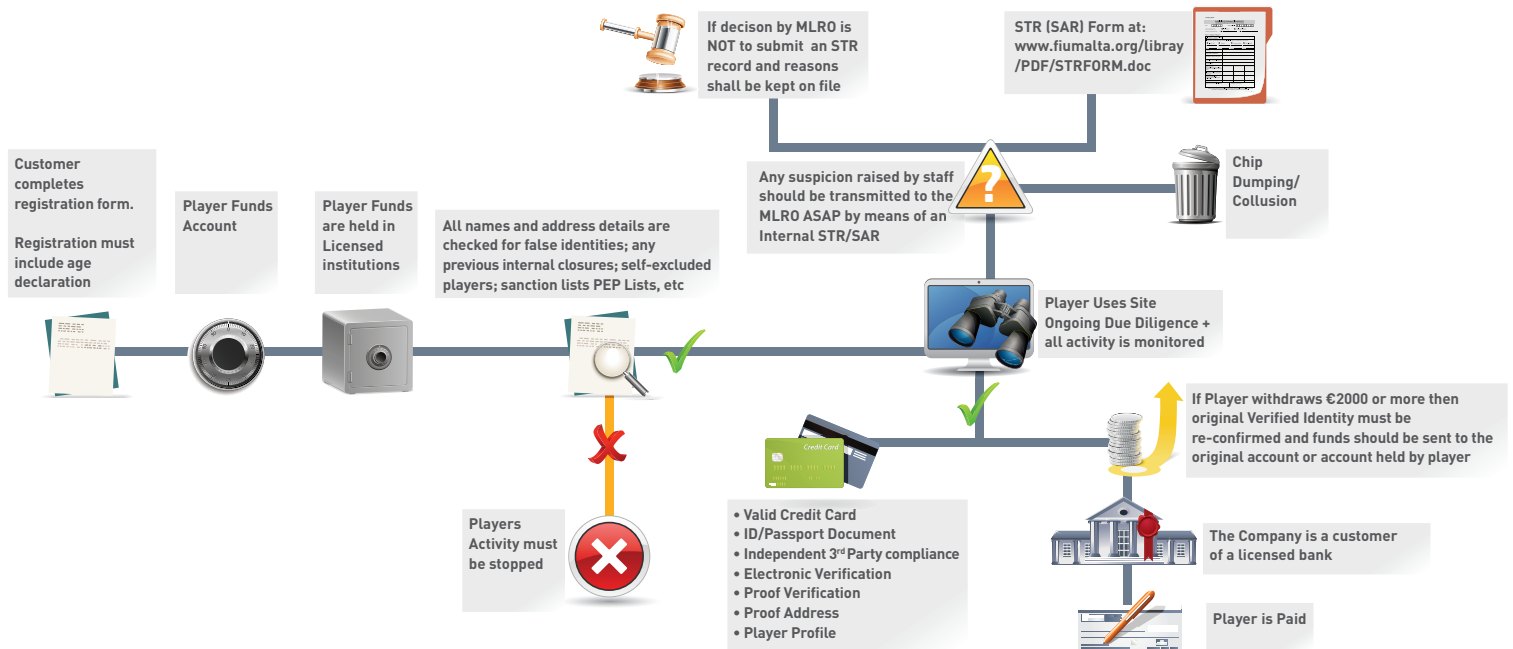 If decison by MLRO is
NOT to submit an STR
record and reasons
shall be kept on file
STR (SAR) Form at:
www.fiumalta.org/libray
/PDF/STRFORM.doc
Customer
completes
registration form.
Registration must
include age
declaration
Player Funds
Account
Player Funds
are held in
Licensed
institutions
All names and address details are
checked for false identities; any
previous internal closures; self-excluded
players; sanction lists PEP Lists, etc
Any suspicion raised by staff
should be transmitted to the
MLRO ASAP by means of an
Internal STR/SAR
?
Chip
Dumping/
Collusion
Player Uses Site
Ongoing Due Diligence +
all activity is monitored
If Player withdraws €2000 or more then
original Verified Identity must be
re-confirmed and funds should be sent to the
original account or account held by player
Credit Card
Players
Activity must
be stopped
• Valid Credit Card
• ID/Passport Document
• Independent 3rd Party compliance
• Electronic Verification
• Proof Verification
• Proof Address
• Player Profile
The Company is a customer
of a licensed bank
Player is Paid